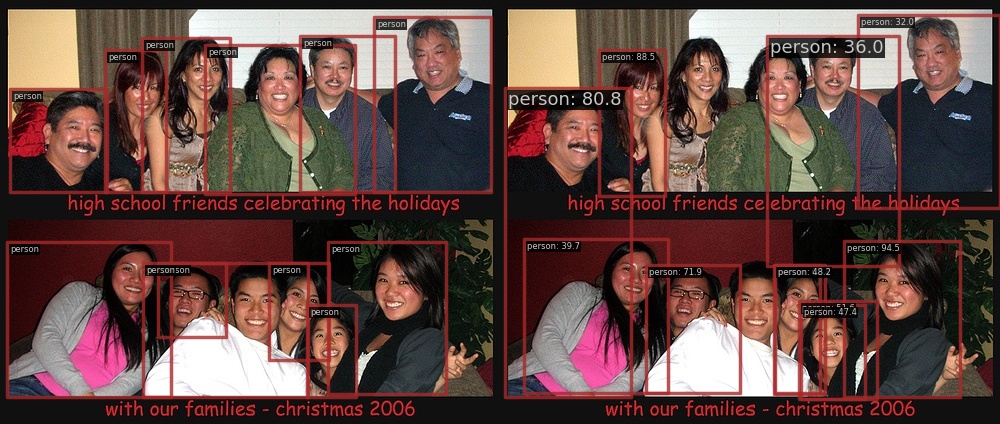 person
person
person
person
person
person
high school friends celebrating the holidays
person
person
personson
person
person
with our families - christmas 2006
person: 32.0
person: 36.0
person: 88.5
person: 80.8
high school friends celebrating the holidays
person: 39.7
person: 94.5
person: 71.9
person: 48.2
person: 47.4
with our families - christmas 2006